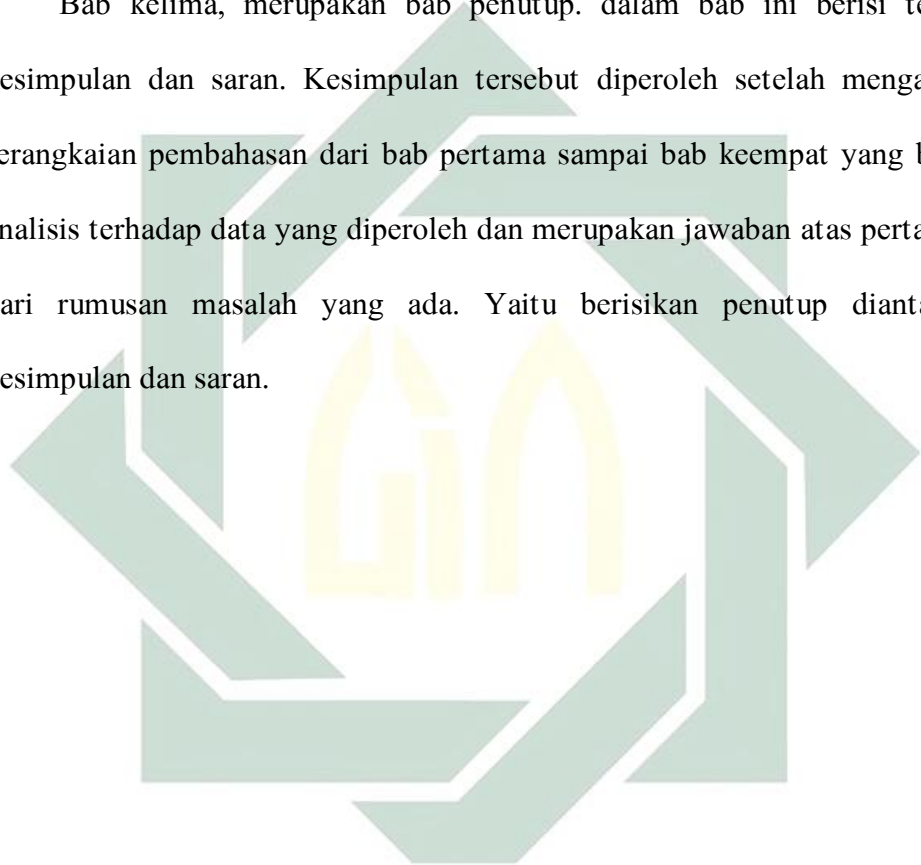 Bab kelima, merupakan bab penutup. dalam bab ini berisi te
esimpulan dan saran. Kesimpulan tersebut diperoleh setelah menga
erangkaian pembahasan dari bab pertama sampai bab keempat yang b
nalisis terhadap data yang diperoleh dan merupakan jawaban atas perta
ari rumusan masalah yang ada. Yaitu berisikan penutup dianta
esimpulan dan saran.